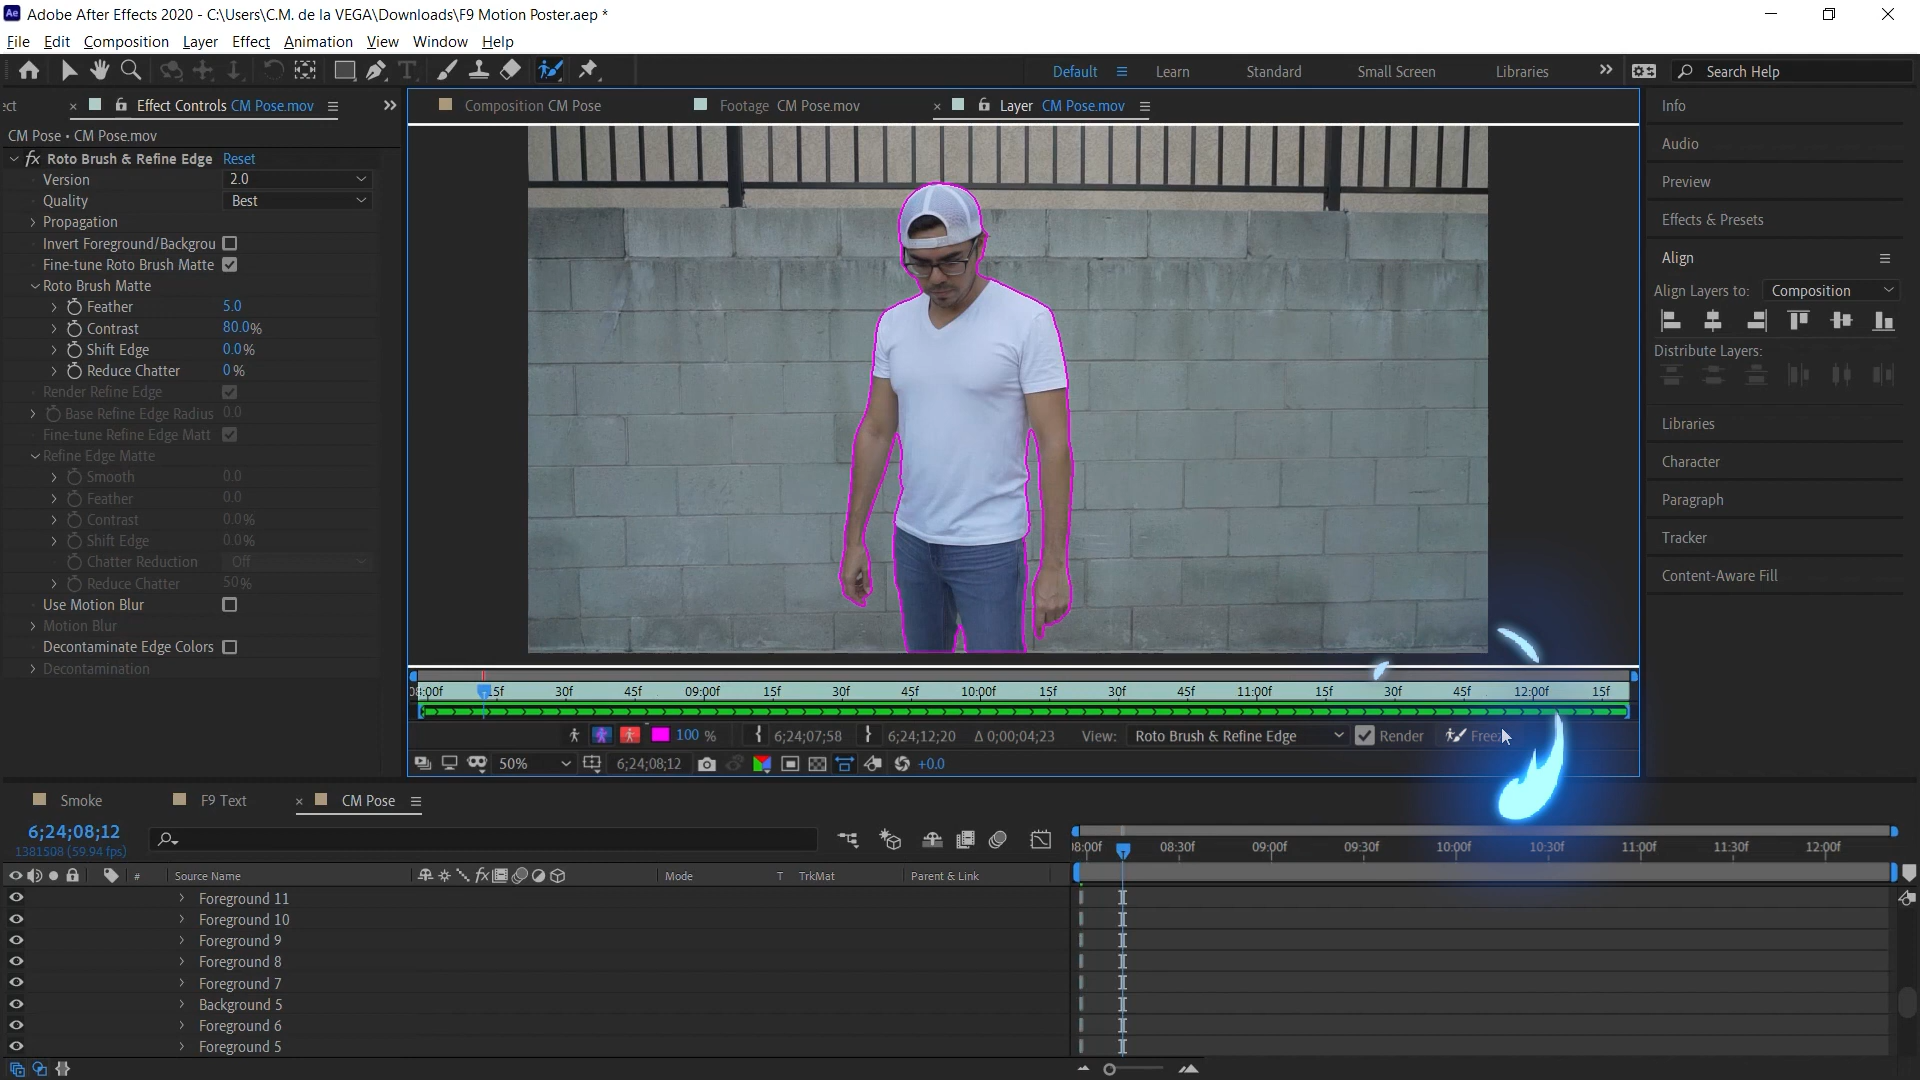 Adobe After Effects 2020 - C:\Users\C.M. de la VEGA\Downloads\F9 Motion Poster.aep *
File Edit Composition Layer Effect Animation View Window Help
Default Learn Standard Small Screen Libraries Search Help
ect Effect Controls CM Pose.mov Composition CM Pose Footage CM Pose.mov Layer CM Pose.mov
CM Pose • CM Pose.mov
fx Roto Brush & Refine Edge Reset
Version 2.0
Quality Best
Propagation
Invert Foreground/Backgrou
Fine-tune Roto Brush Matte
Roto Brush Matte
Feather 5.0
Contrast 80.0%
Shift Edge 0.0%
Reduce Chatter 0%
Render Refine Edge
Base Refine Edge Radius 0.0
Fine-tune Refine Edge Matt
Refine Edge Matte
Smooth 0.0
Feather 0.0
Contrast 0.0%
Shift Edge 0.0%
Chatter Reduction Off
Reduce Chatter 50%
Use Motion Blur
Motion Blur
Decontaminate Edge Colors
Decontamination
Info
Audio
Preview
Effects & Presets
Align
Align Layers to: Composition
Distribute Layers:
Libraries
Character
Paragraph
Tracker
Content-Aware Fill
08:00f 15f 30f 45f 09:00f 15f 30f 45f 10:00f 15f 30f 45f 11:00f 15f 30f 45f 12:00f 15f
100 % 6;24;07;58 6;24;12;20 Δ 0;00;04;23 View: Roto Brush & Refine Edge Render Freez
50% 6;24;08;12 +0.0
Smoke F9 Text CM Pose
6;24;08;12
1381508 (59.94 fps)
08:00f 08:30f 09:00f 09:30f 10:00f 10:30f 11:00f 11:30f 12:00f
# Source Name fx Mode T TrkMat Parent & Link
Foreground 11
Foreground 10
Foreground 9
Foreground 8
Foreground 7
Background 5
Foreground 6
Foreground 5